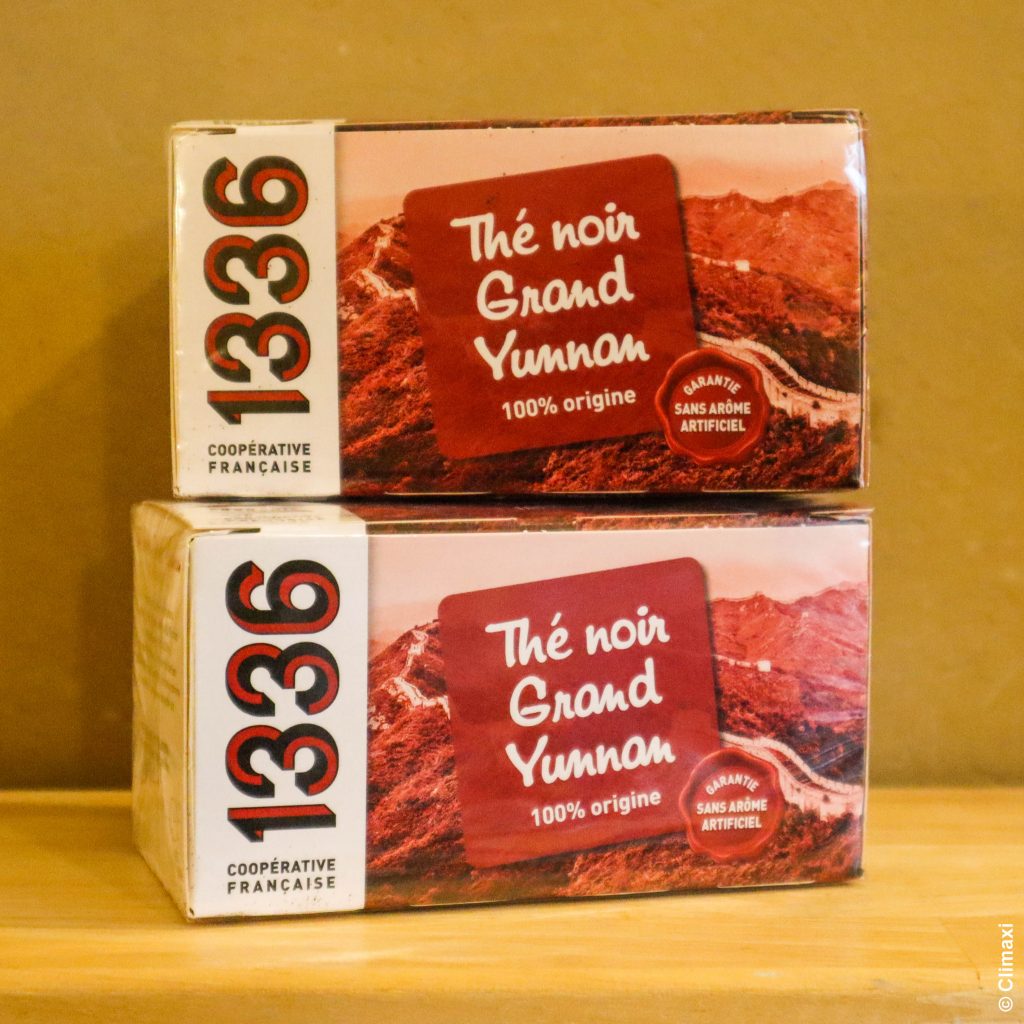 1336
COOPÉRATIVE
FRANÇAISE
Thé noir
Grand
Yunnan
100% origine
GARANTIE
SANS ARÔME
ARTIFICIEL
1336
COOPÉRATIVE
FRANÇAISE
Thé noir
Grand
Yunnan
100% origine
GARANTIE
SANS ARÔME
ARTIFICIEL
© Climaxi